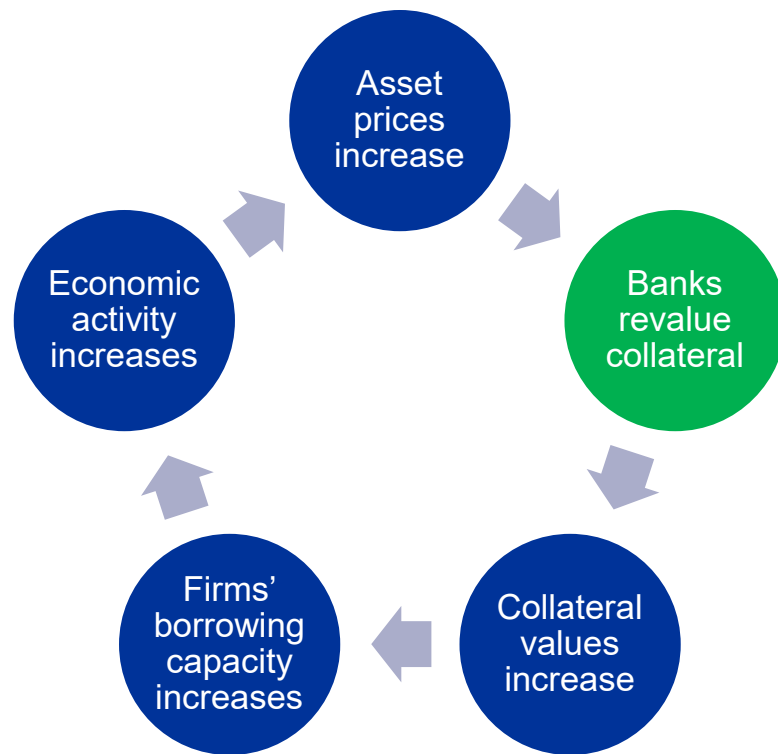 Asset
prices
increase
Banks
revalue
collateral
Collateral
values
increase
Firms’
borrowing
capacity
increases
Economic
activity
increases